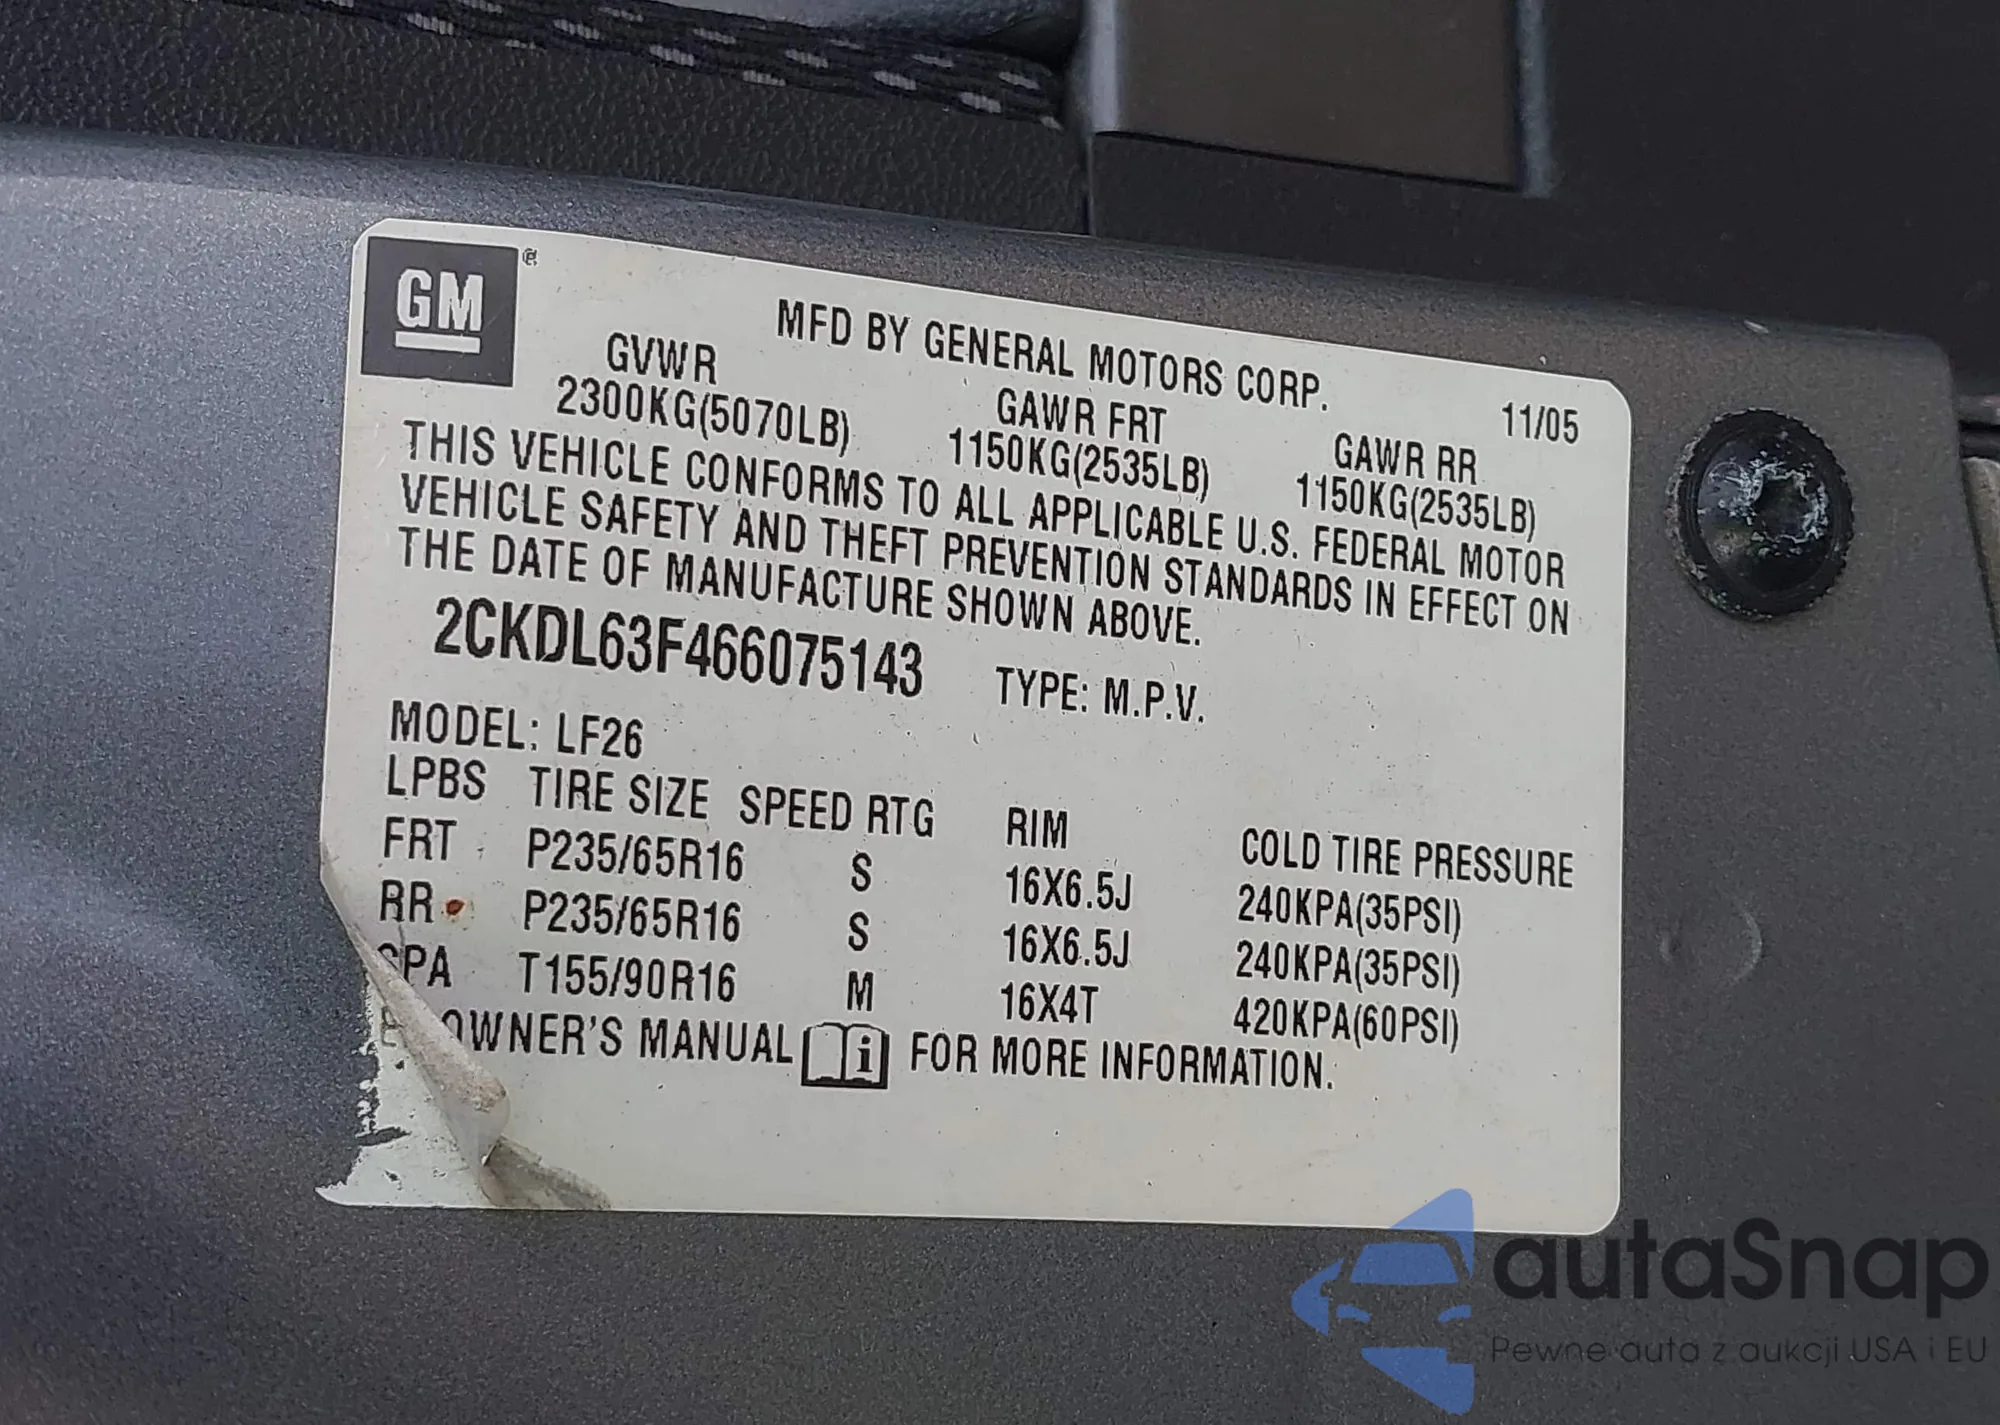 GM
MFD BY GENERAL MOTORS CORP.
11/05
GVWR GAWR FRT GAWR RR
2300KG(5070LB) 1150KG(2535LB) 1150KG(2535LB)
THIS VEHICLE CONFORMS TO ALL APPLICABLE U.S. FEDERAL MOTOR
VEHICLE SAFETY AND THEFT PREVENTION STANDARDS IN EFFECT ON
THE DATE OF MANUFACTURE SHOWN ABOVE.
2CKDL63F466075143 TYPE: M.P.V.
MODEL: LF26
LPBS TIRE SIZE SPEED RTG RIM COLD TIRE PRESSURE
FRT P235/65R16 S 16X6.5J 240KPA(35PSI)
RR P235/65R16 S 16X6.5J 240KPA(35PSI)
SPA T155/90R16 M 16X4T 420KPA(60PSI)
OWNER'S MANUAL i FOR MORE INFORMATION.
autaSnap
Pewne auta z aukcji USA i EU